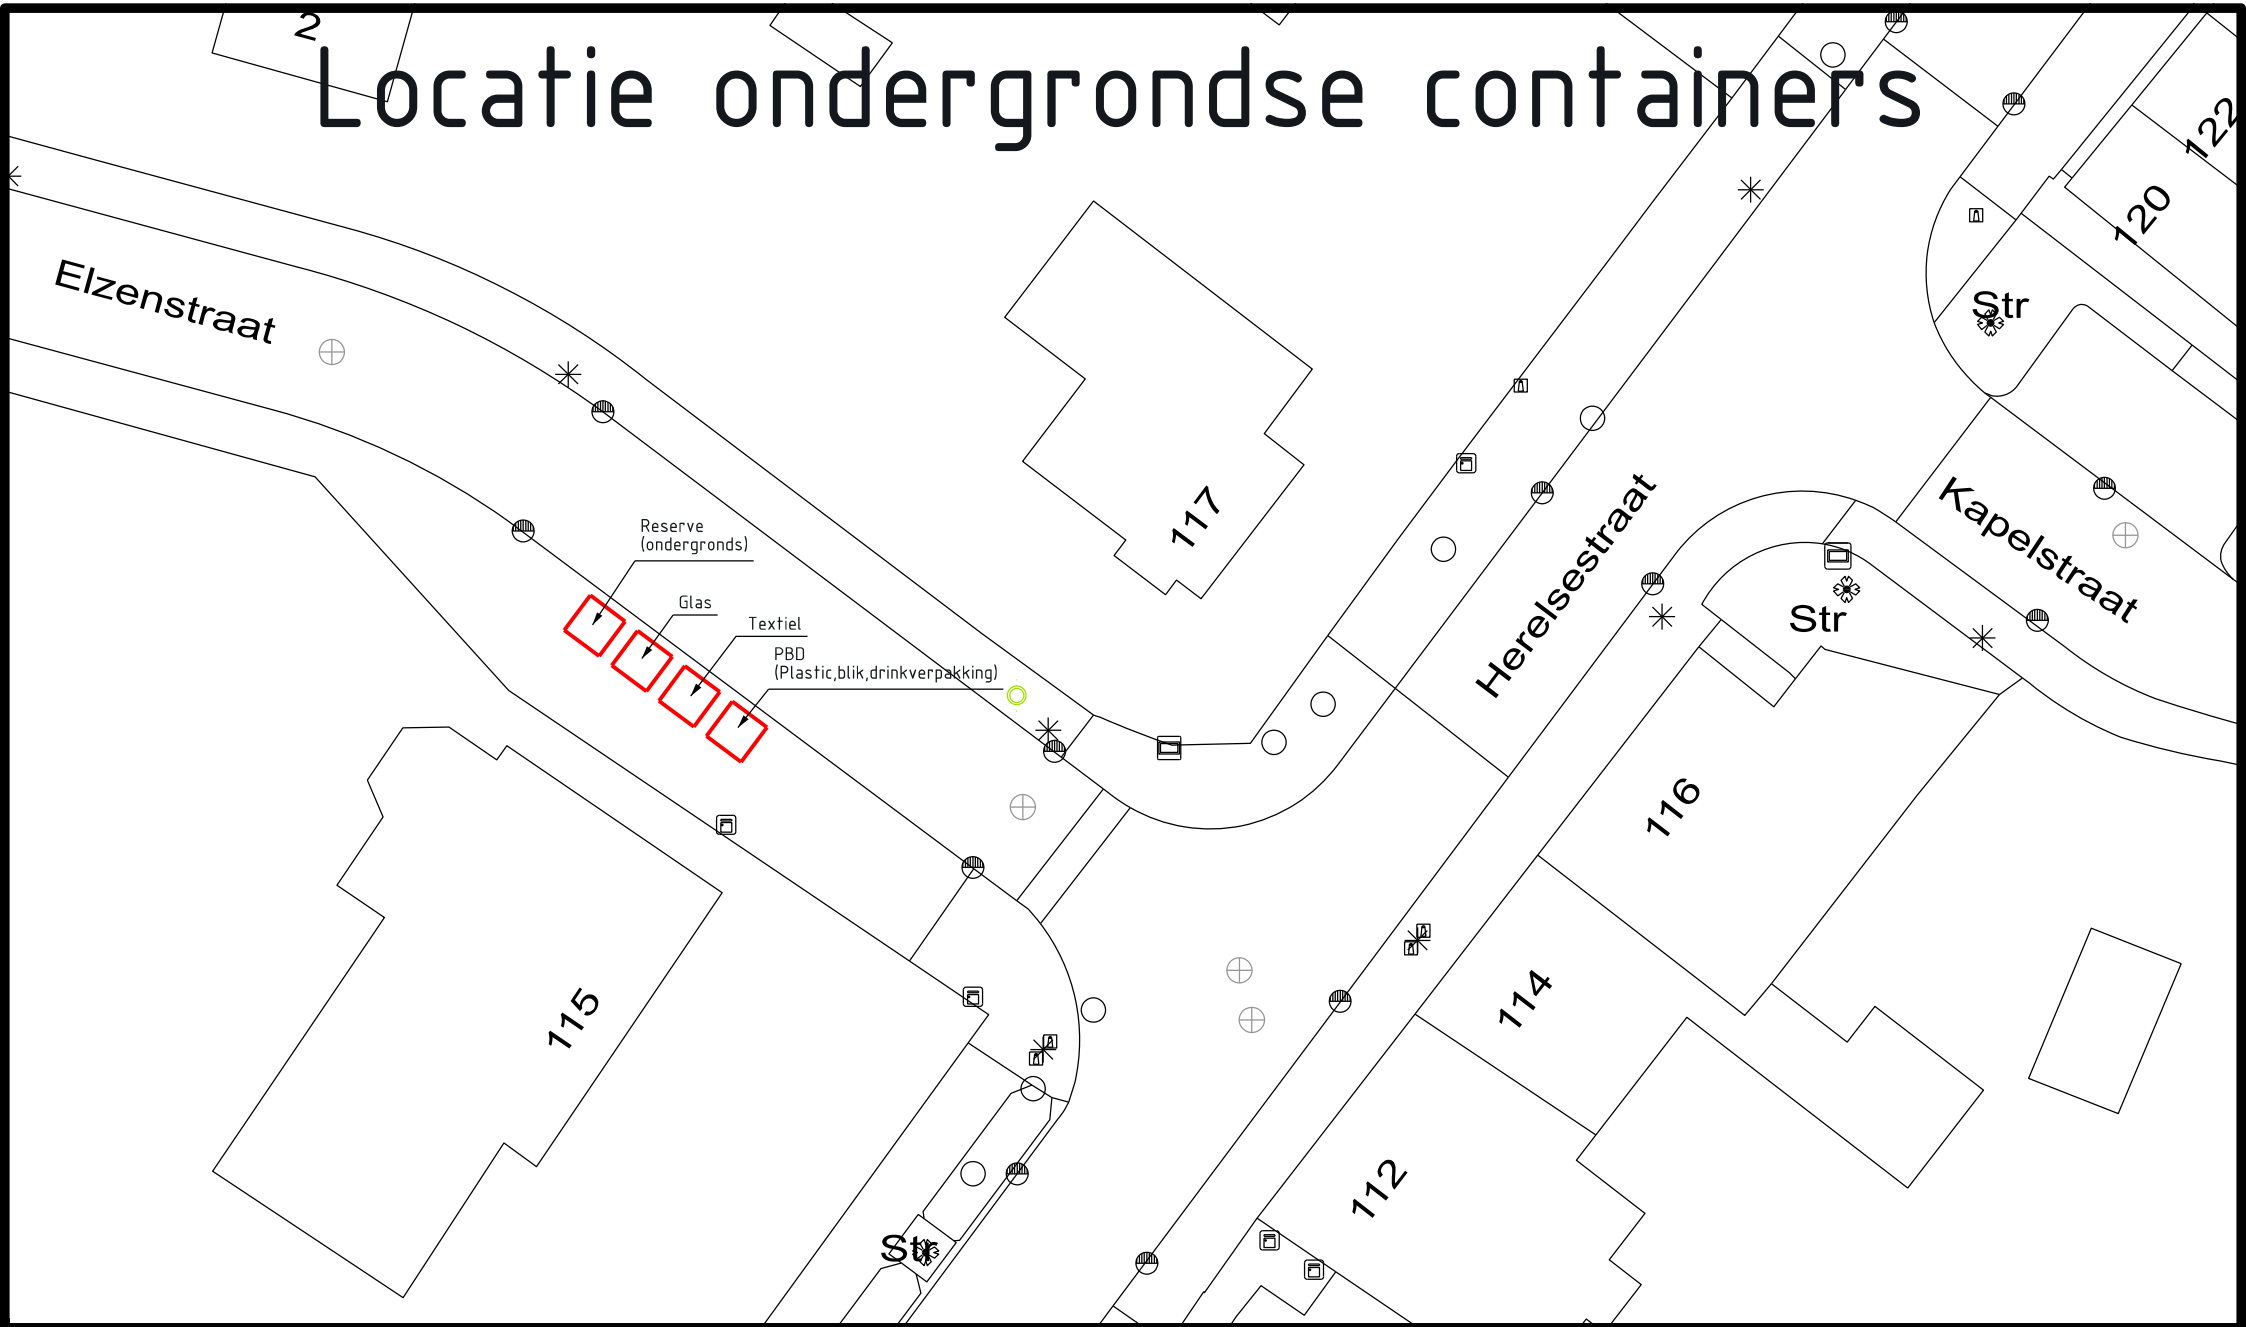 2
Locatie ondergrondse containers
122
120
Elzenstraat
Str
117
Herelsestraat
Kapelstraat
Reserve
(ondergronds)
Glas
Textiel
PBD
(Plastic,blik,drinkverpakking)
Str
116
115
114
112
Str